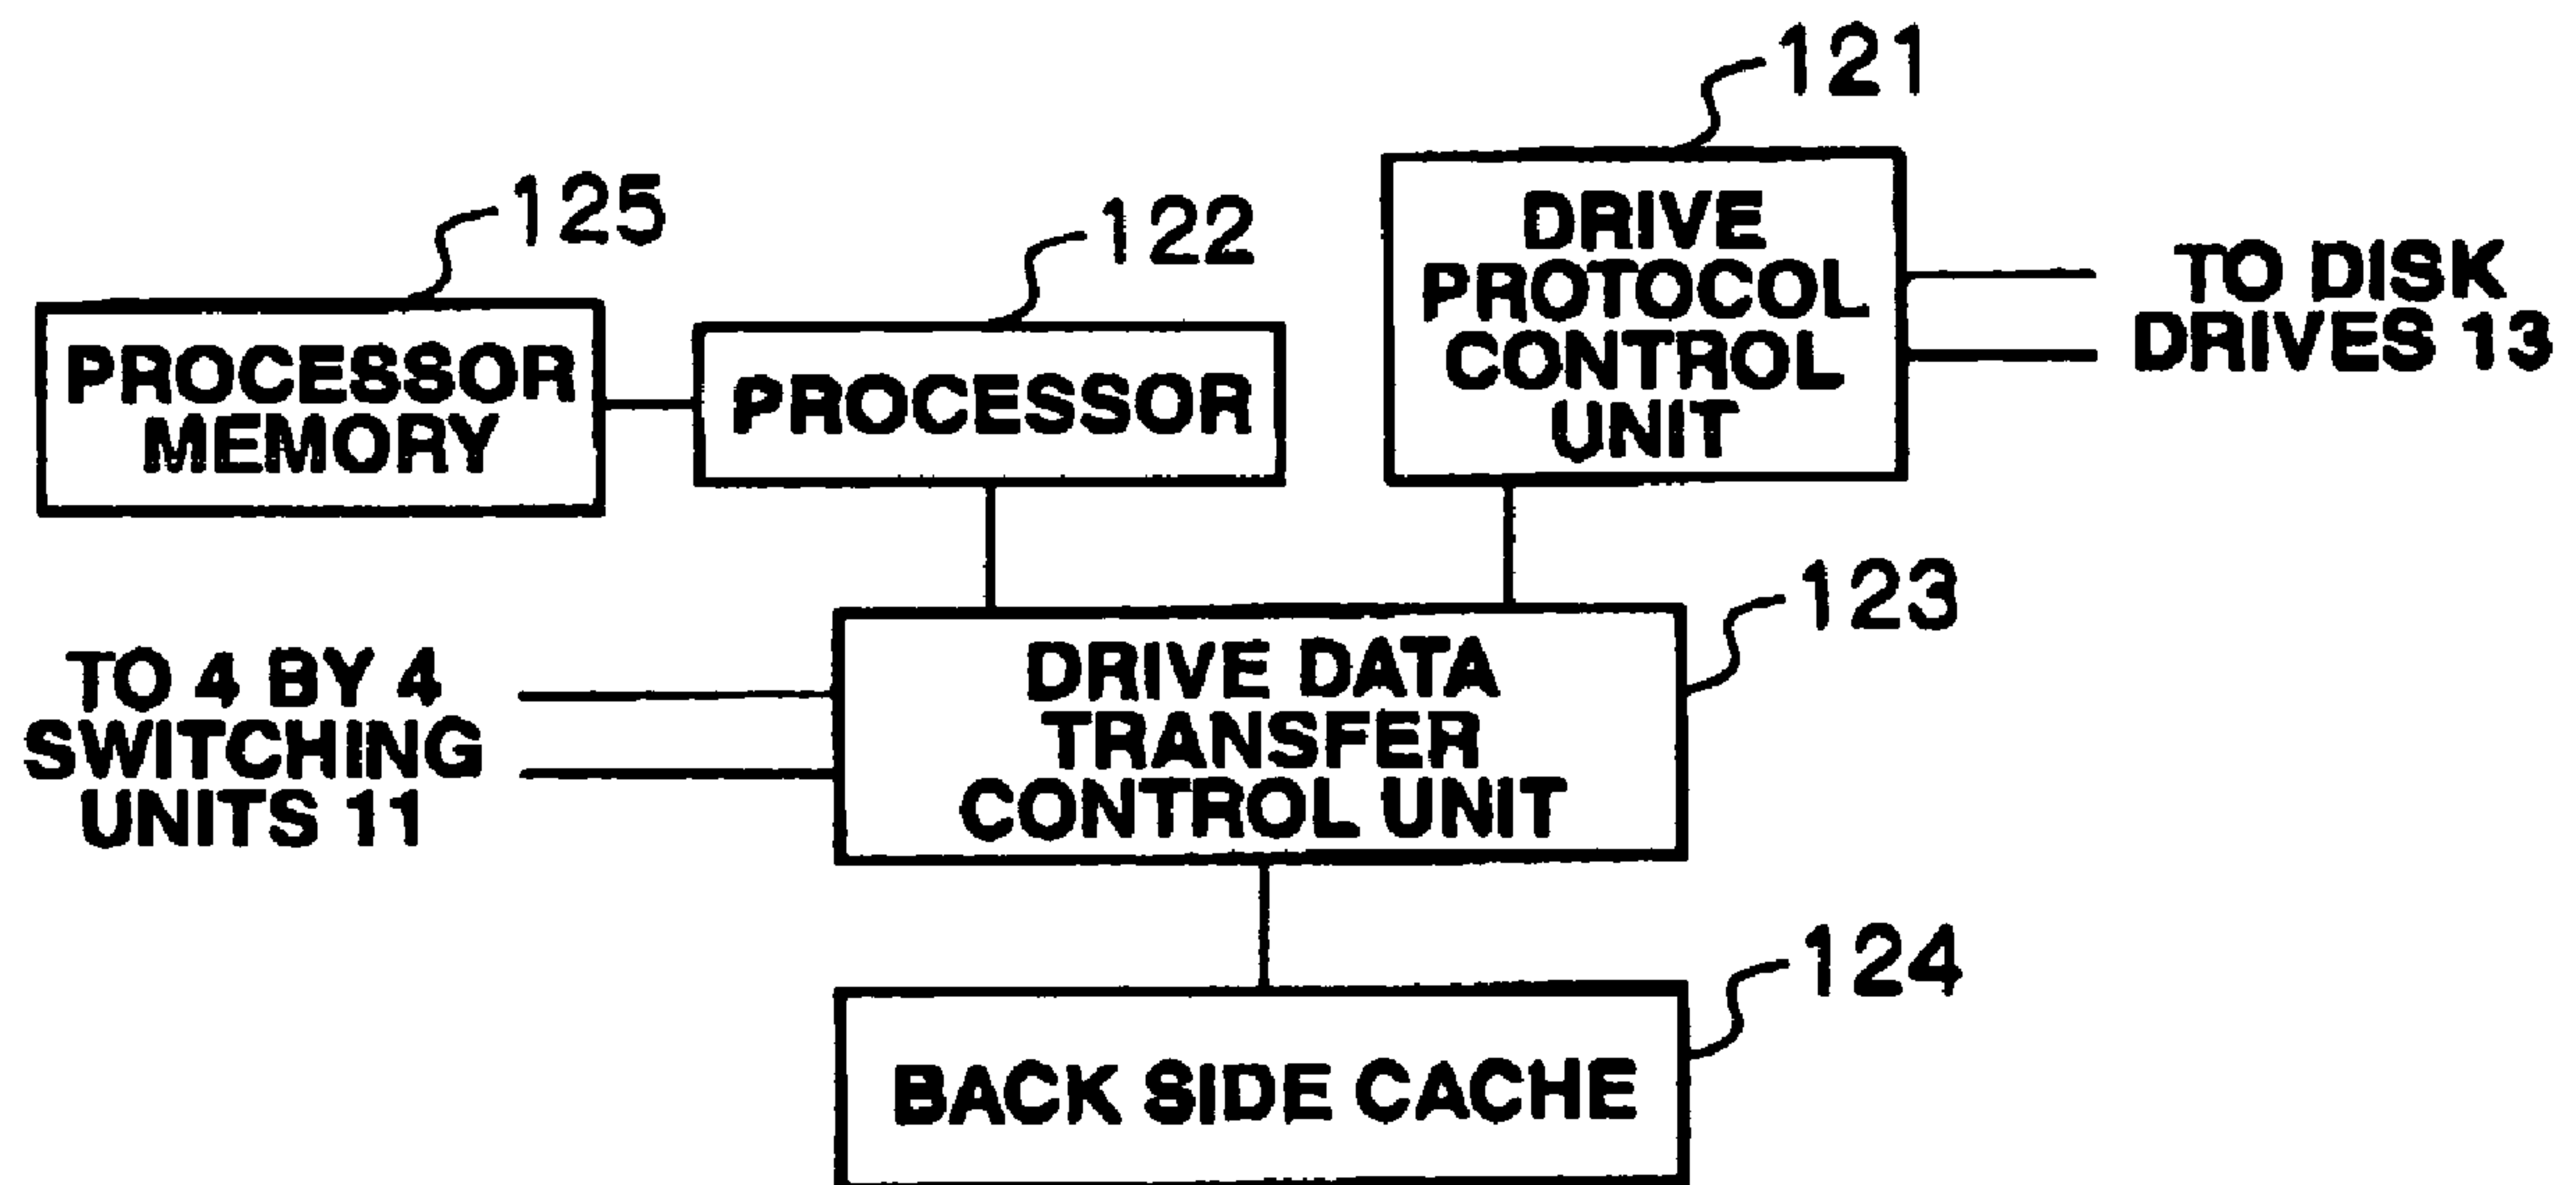 121
125
122
DRIVE
PROTOCOL
CONTROL
UNIT
TO DISK
DRIVES 13
PROCESSOR
MEMORY
PROCESSOR
123
TO 4 BY 4
SWITCHING
UNITS 11
DRIVE DATA
TRANSFER
CONTROL UNIT
124
BACK SIDE CACHE